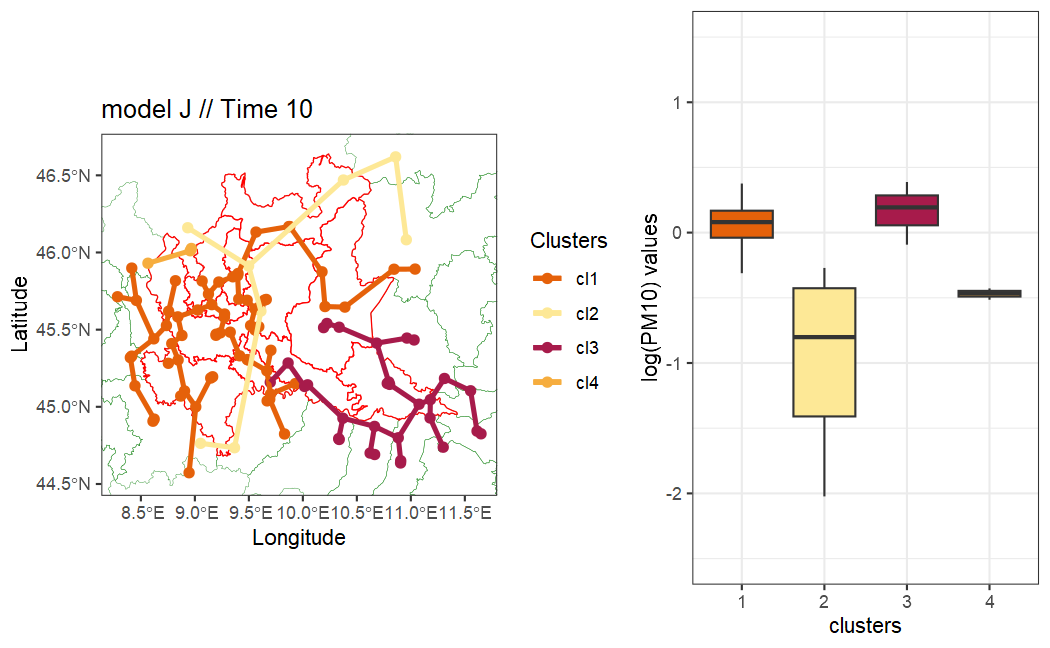 model J // Time 10
46.5°N
46.0°N
45.5°N
45.0°N
44.5°N
Latitude
8.5°E 9.0°E 9.5°E 10.0°E 10.5°E 11.0°E 11.5°E
Longitude
Clusters
cl1
cl2
cl3
cl4
log(PM10) values
1
0
-1
-2
1 2 3 4
clusters